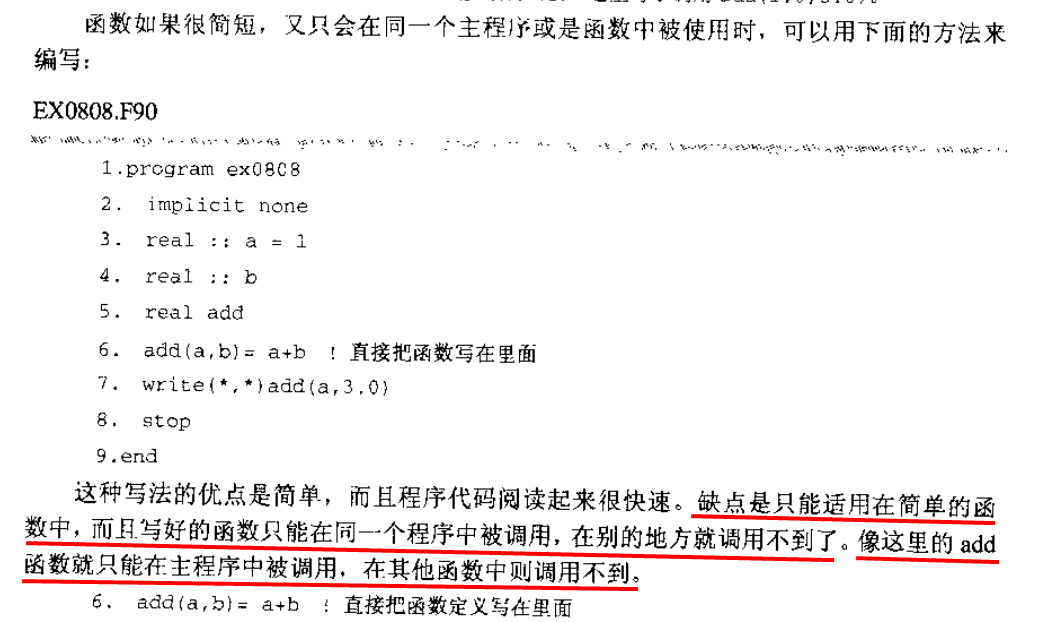 函数如果很简短，又只会在同一个主程序或是函数中被使用时，可以用下面的方法来
编写：
EX0808.F90
1.program ex0808
2. implicit none
3. real :: a = 1
4. real :: b
5. real add
6. add(a,b)= a+b ! 直接把函数写在里面
7. write(*,*)add(a,3.0)
8. stop
9.end
这种写法的优点是简单，而且程序代码阅读起来很快速。缺点是只能适用在简单的函
数中，而且写好的函数只能在同一个程序中被调用，在别的地方就调用不到了。像这里的 add
函数就只能在主程序中被调用，在其他函数中则调用不到。
6. add(a,b)= a+b ! 直接把函数定义写在里面